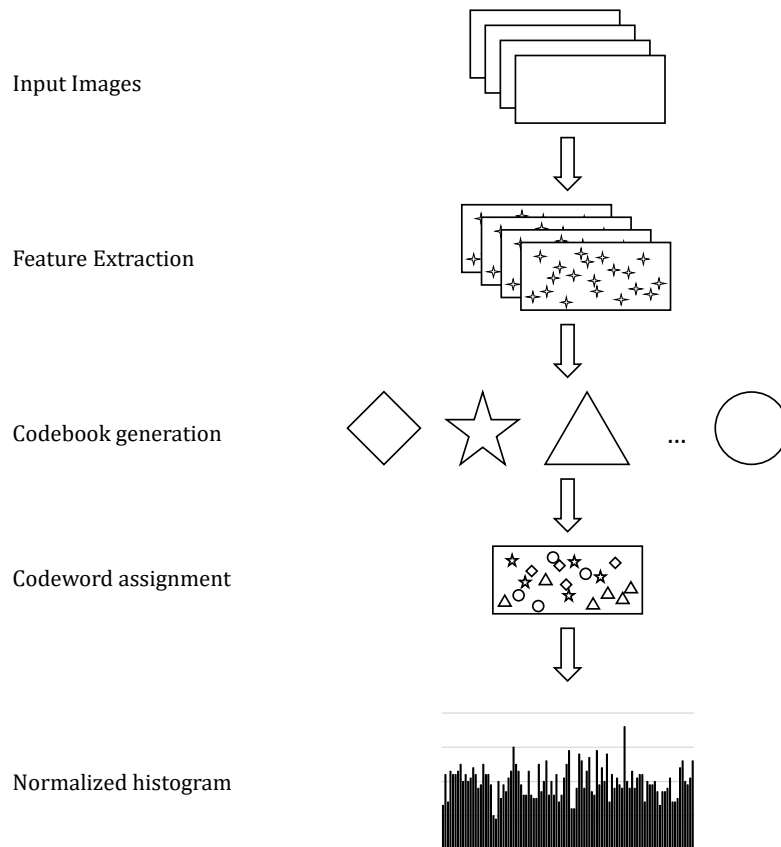 Input Images
Feature Extraction
Codebook generation
...
Codeword assignment
Normalized histogram